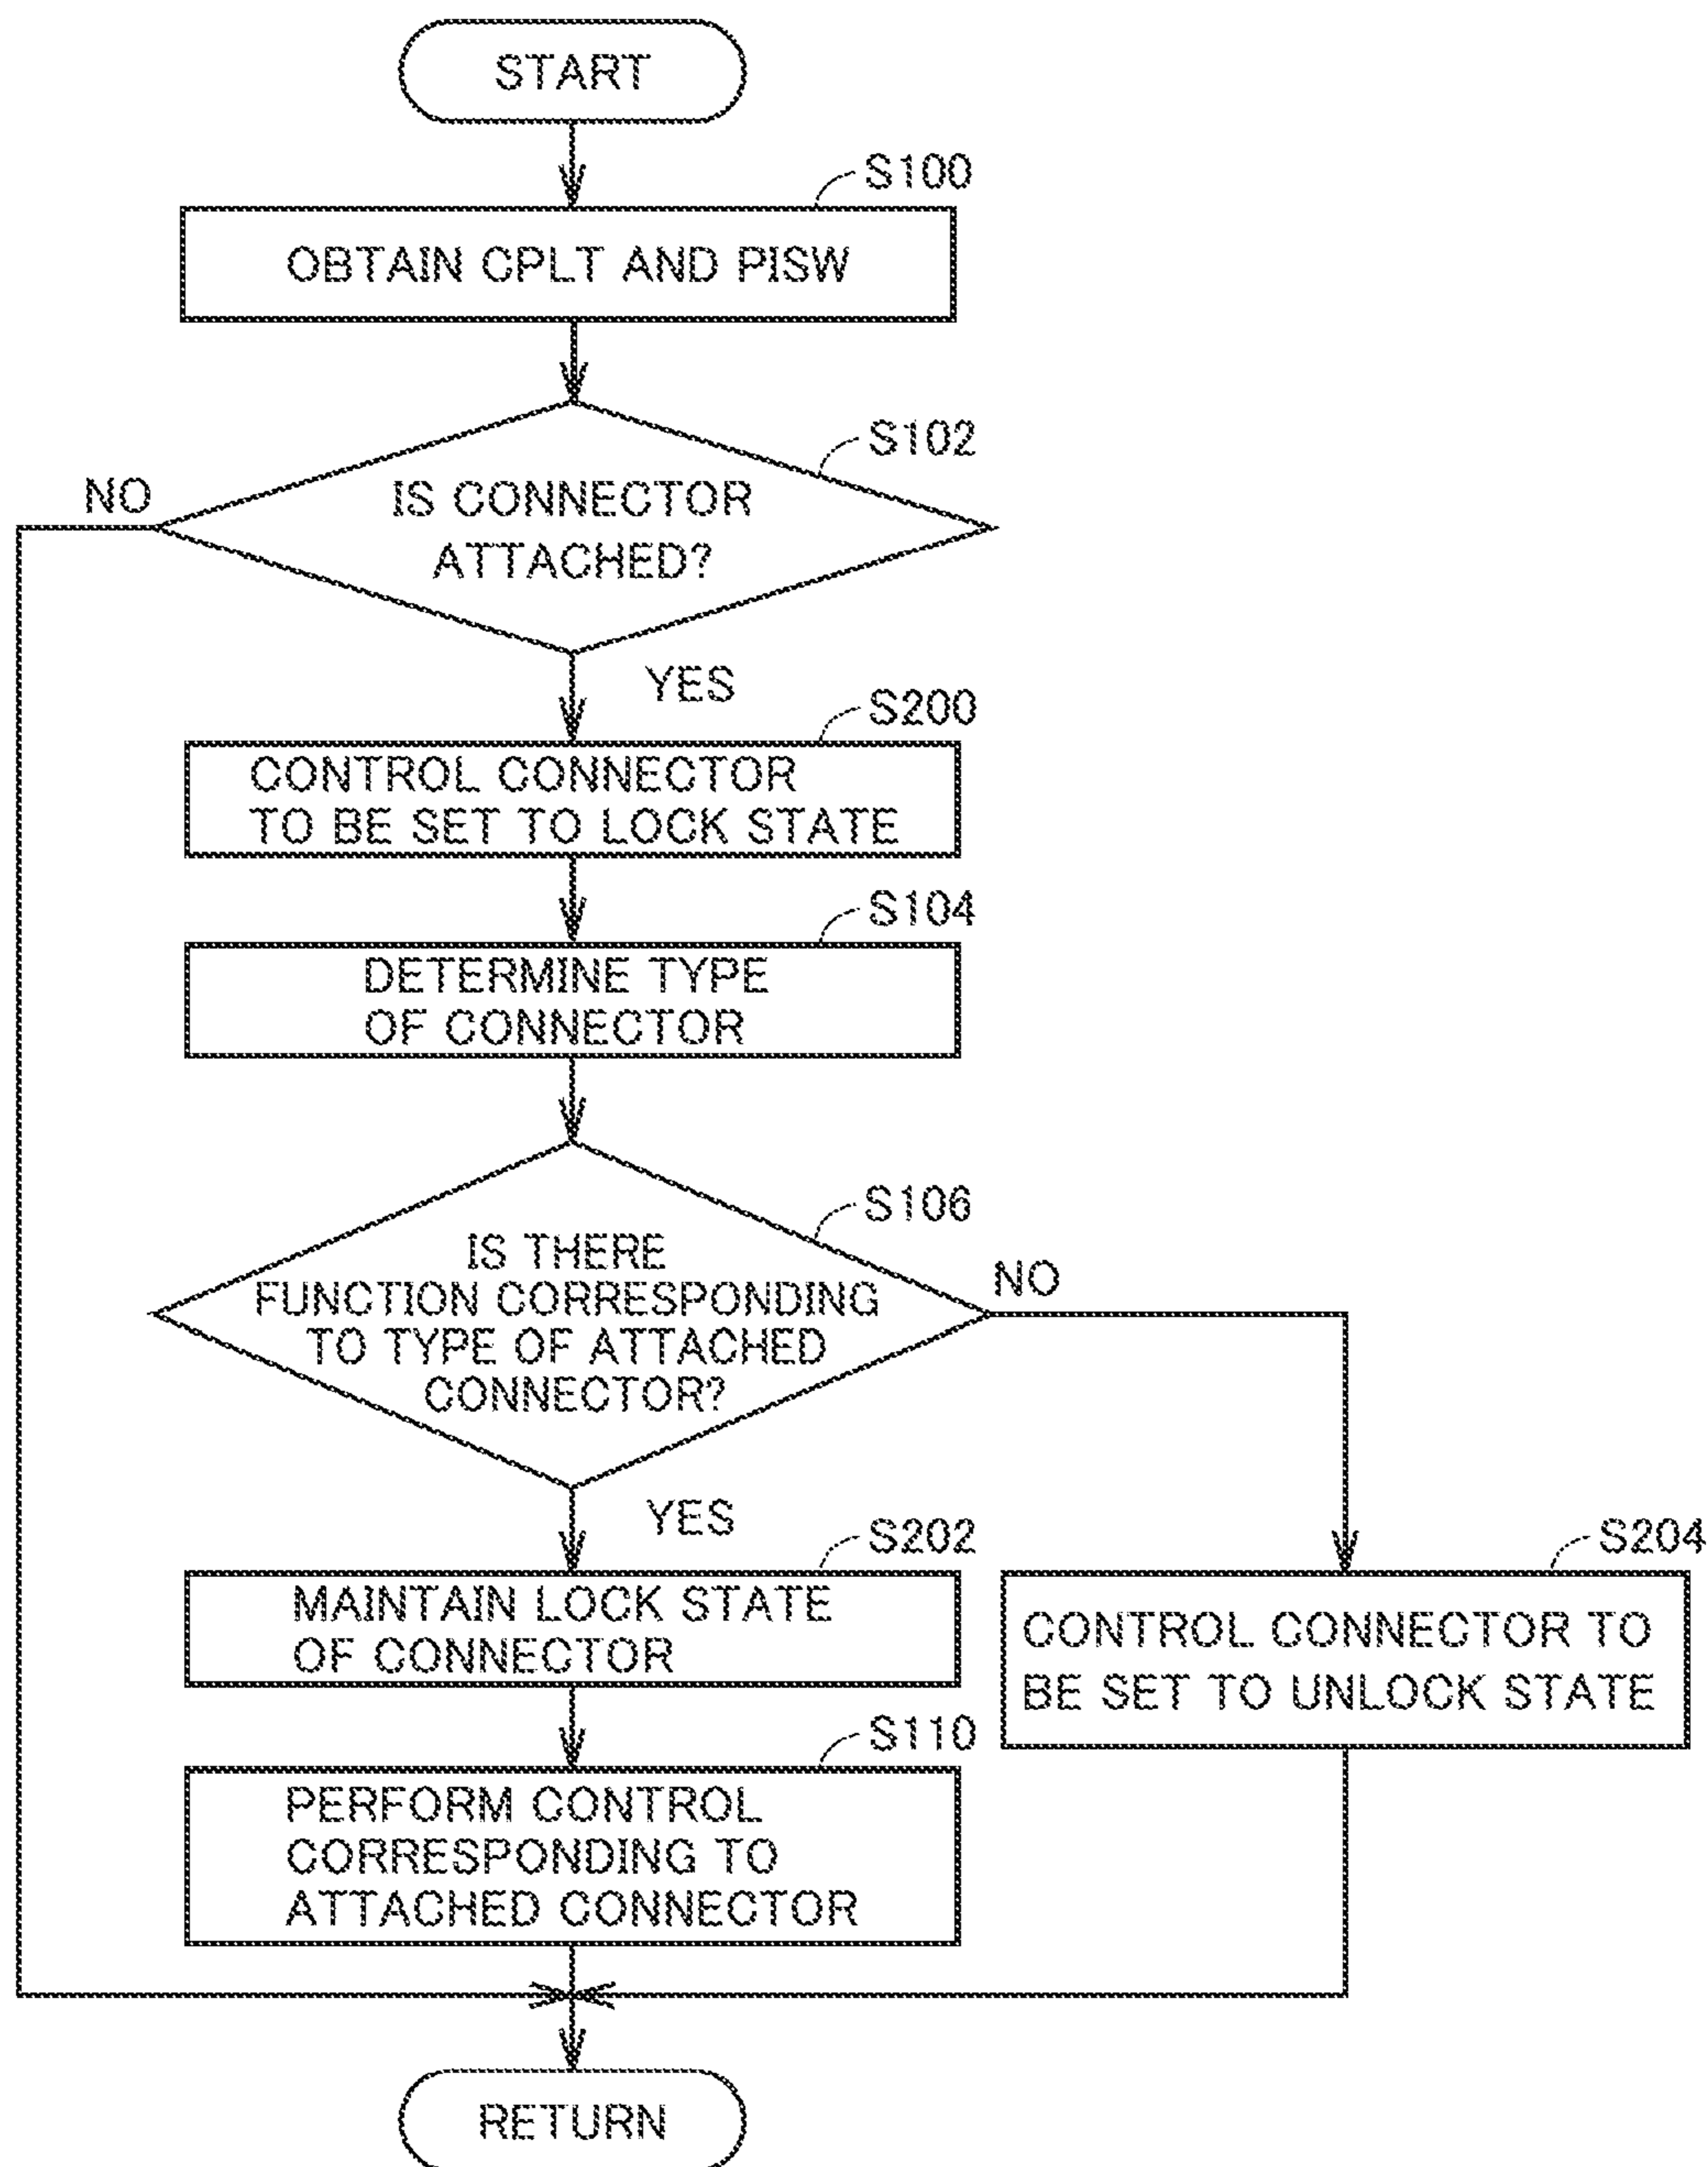 START
S100
OBTAIN CPLT AND PISW
S102
NO
IS CONNECTOR
ATTACHED?
YES
S200
CONTROL CONNECTOR
TO BE SET TO LOCK STATE
S104
DETERMINE TYPE
OF CONNECTOR
S106
IS THERE
FUNCTION CORRESPONDING
TO TYPE OF ATTACHED
CONNECTOR?
NO
YES
S202
MAINTAIN LOCK STATE
OF CONNECTOR
S204
CONTROL CONNECTOR TO
BE SET TO UNLOCK STATE
S110
PERFORM CONTROL
CORRESPONDING TO
ATTACHED CONNECTOR
RETURN